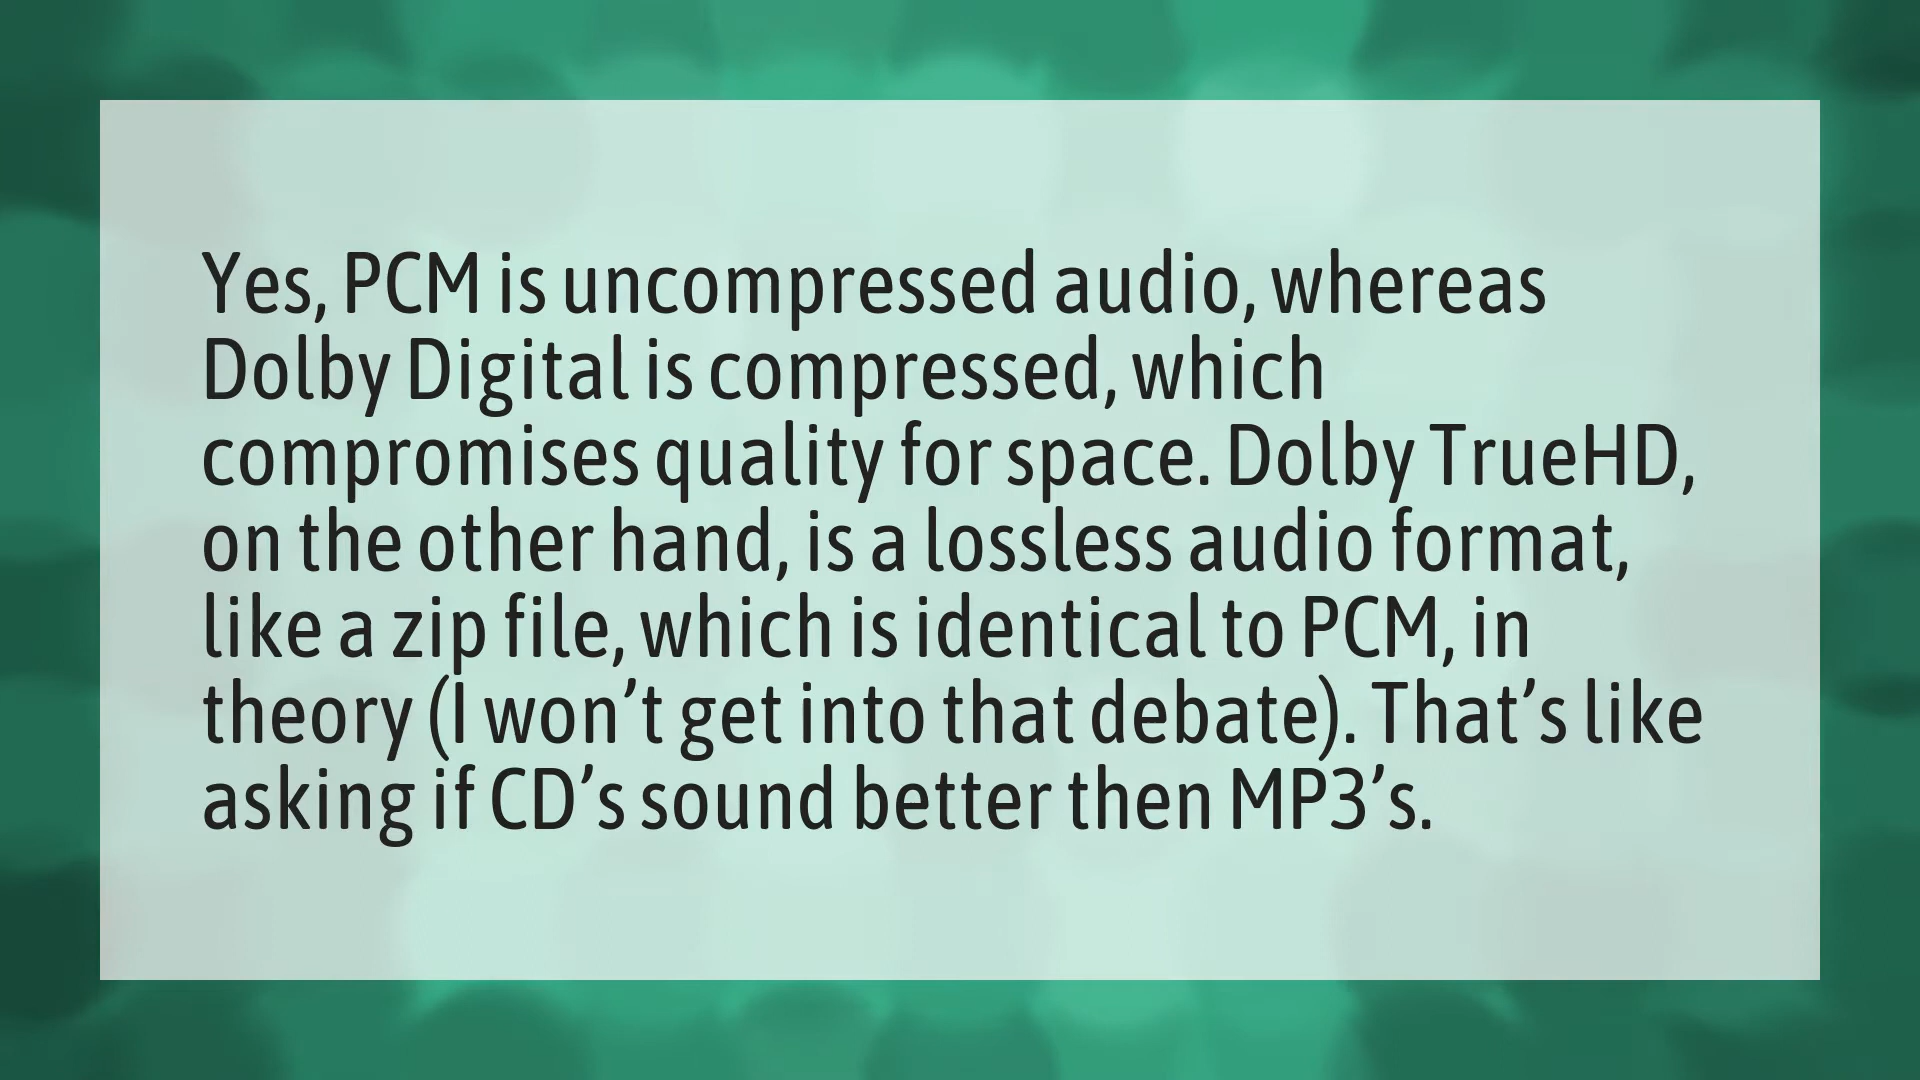 Yes, PCM is uncompressed audio, whereas
Dolby Digital is compressed, which
compromises quality for space. Dolby TrueHD,
on the other hand, is a lossless audio format,
like a zip file, which is identical to PCM, in
theory (I won’t get into that debate). That’s like
asking if CD’s sound better then MP3’s.